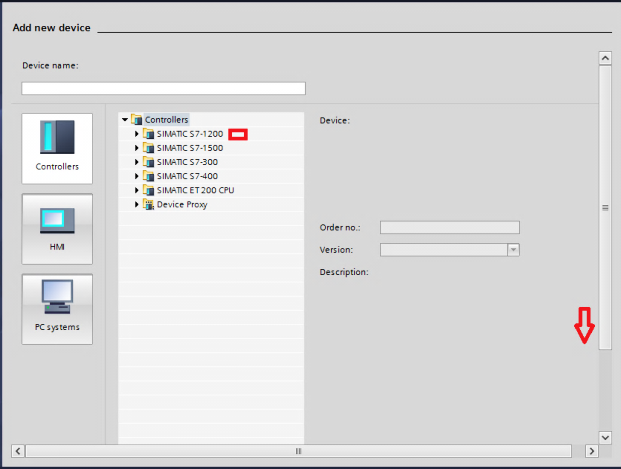 Add new device
Device name:
Controllers
HMI
PC systems
Controllers
SIMATIC S7-1200
SIMATIC S7-1500
SIMATIC S7-300
SIMATIC S7-400
SIMATIC ET 200 CPU
Device Proxy
Device:
Order no.:
Version:
Description: